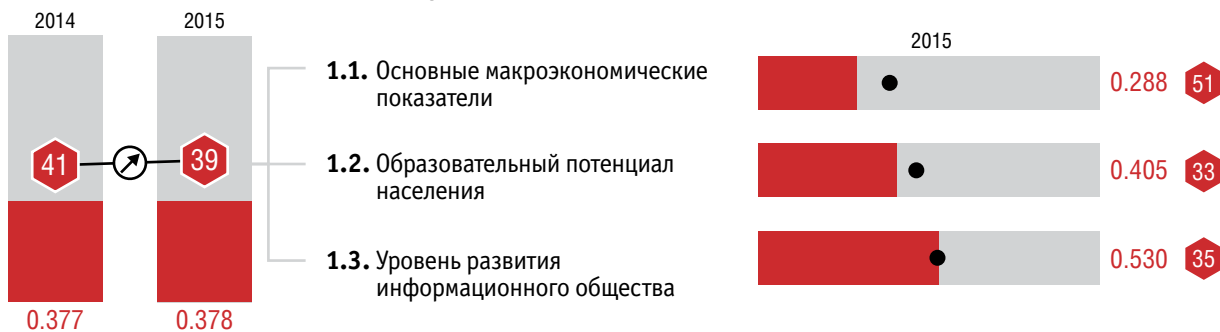 2014
2015
41
39
0.377
0.378
1.1. Основные макроэкономические
показатели
1.2. Образовательный потенциал
населения
1.3. Уровень развития
информационного общества
2015
0.288 51
0.405 33
0.530 35